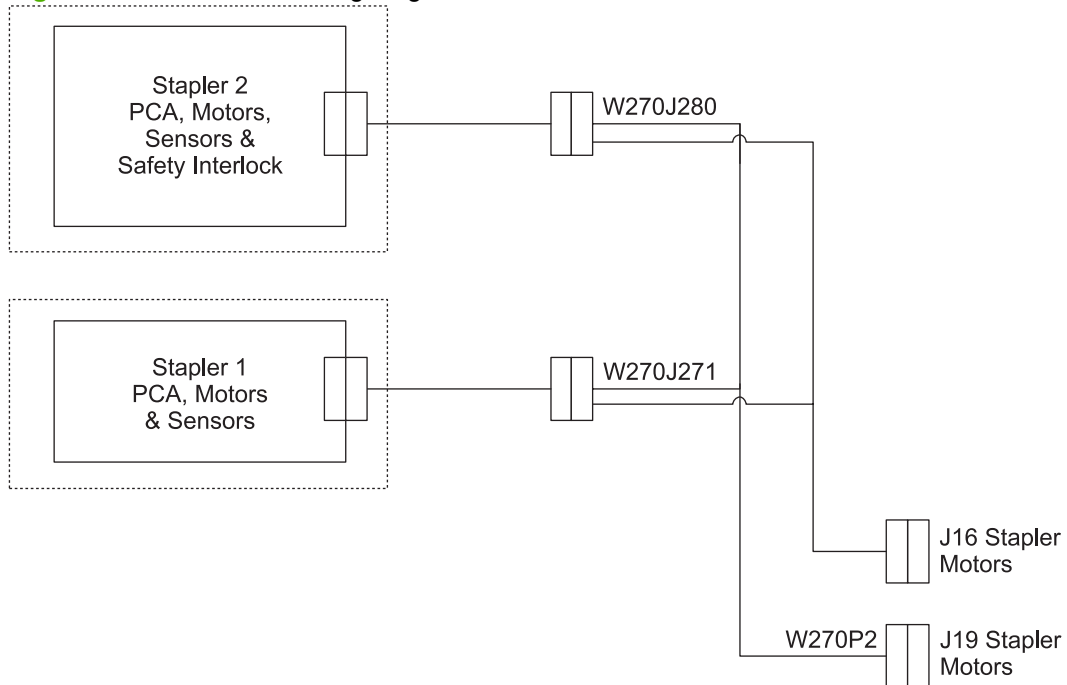 Stapler 2
PCA, Motors,
Sensors &
Safety Interlock
W270J280
Stapler 1
PCA, Motors
& Sensors
W270J271
J16 Stapler
Motors
W270P2
J19 Stapler
Motors